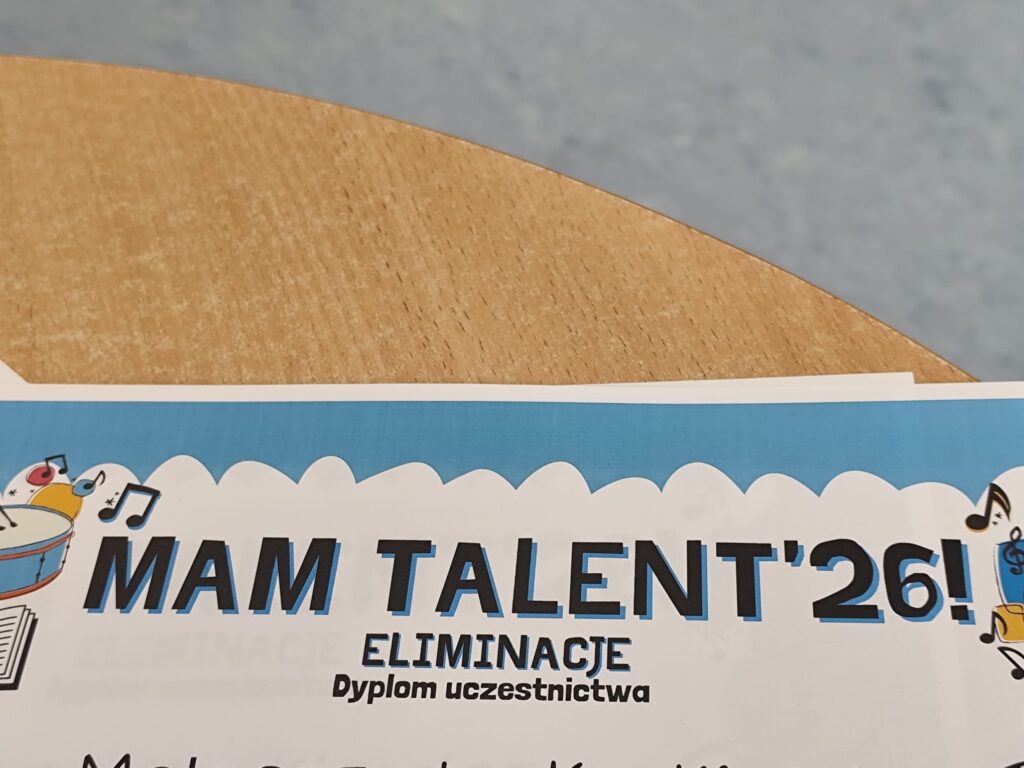 MAM TALENT'26!
ELIMINACJE
Dyplom uczestnictwa